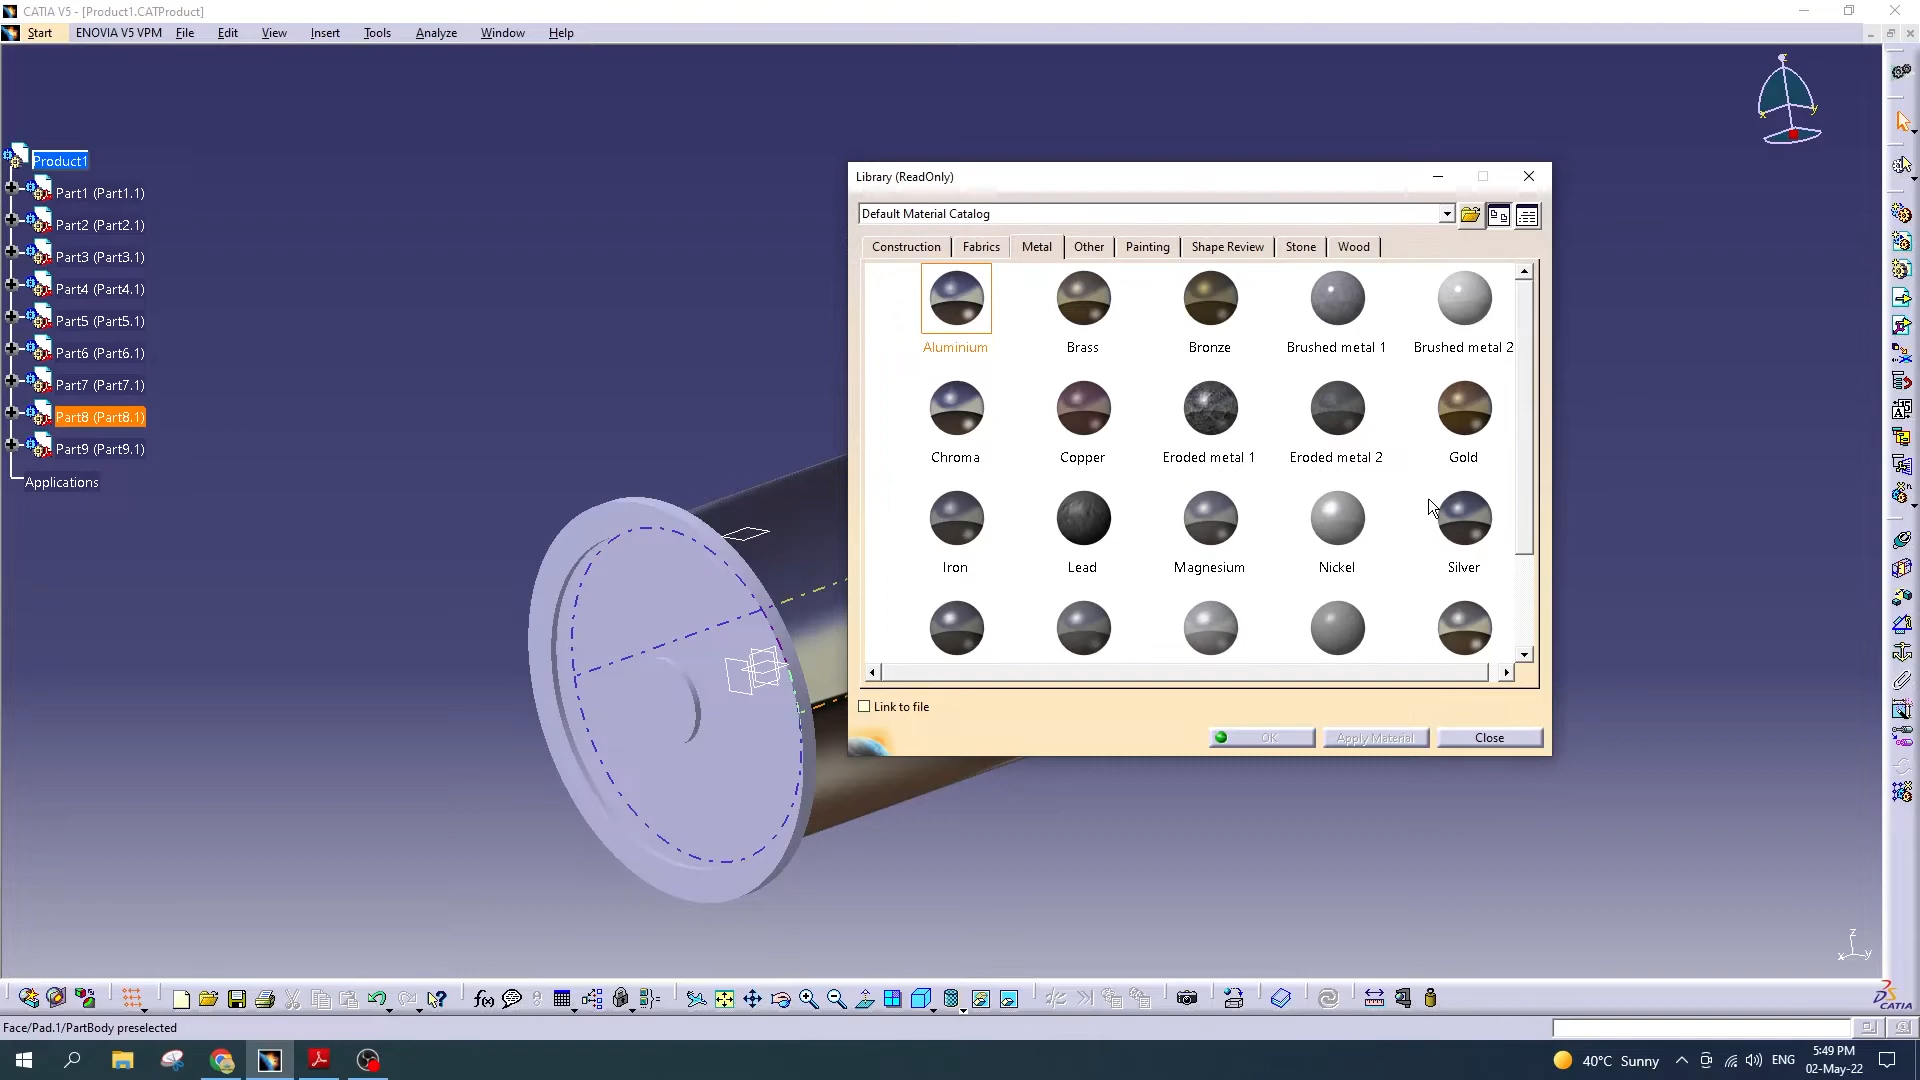 CATIA V5 - [Product1.CATProduct]
Start ENOVIA V5 VPM File Edit View Insert Tools Analyze Window Help
Product1
Part1 (Part1.1)
Part2 (Part2.1)
Part3 (Part3.1)
Part4 (Part4.1)
Part5 (Part5.1)
Part6 (Part6.1)
Part7 (Part7.1)
Part8 (Part8.1)
Part9 (Part9.1)
Applications
Library (ReadOnly)
Default Material Catalog
Construction Fabrics Metal Other Painting Shape Review Stone Wood
Aluminium Brass Bronze Brushed metal 1 Brushed metal 2
Chroma Copper Eroded metal 1 Eroded metal 2 Gold
Iron Lead Magnesium Nickel Silver
Link to file
OK Apply Material Close
z
y
x
z
x y
f(x)
CATIA
Face/Pad.1/PartBody preselected
40°C Sunny
ENG
5:49 PM
02-May-22